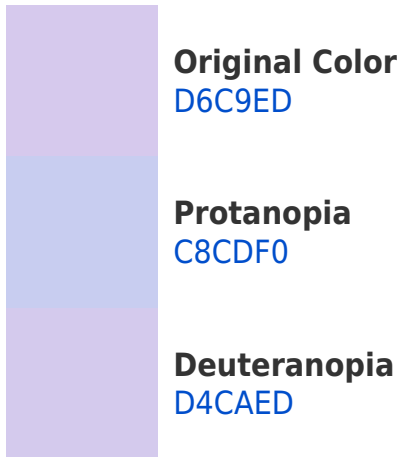 Original Color
D6C9ED
Protanopia
C8CDF0
Deuteranopia
D4CAED